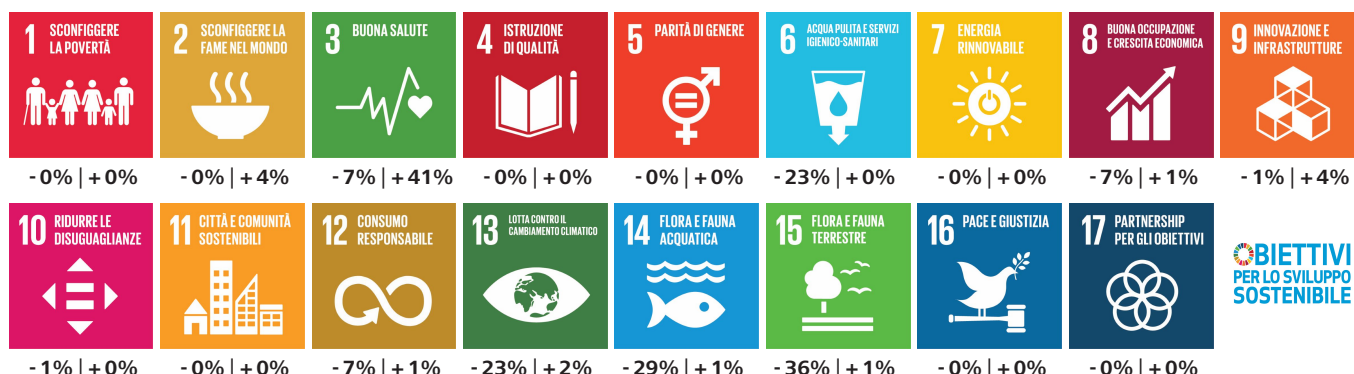 1 SCONFIGGERE
LA POVERTÀ
2 SCONFIGGERE LA
FAME NEL MONDO
3 BUONA SALUTE
4 ISTRUZIONE
DI QUALITÀ
5 PARITÀ DI GENERE
6 ACQUA PULITA E SERVIZI
IGIENICO-SANITARI
7 ENERGIA
RINNOVABILE
8 BUONA OCCUPAZIONE
E CRESCITA ECONOMICA
9 INNOVAZIONE E
INFRASTRUTTURE
-0% | +0%
-0% | +4%
-7% | +41%
-0% | +0%
-0% | +0%
-23% | +0%
-0% | +0%
-7% | +1%
-1% | +4%
10 RIDURRE LE
DISUGUAGLIANZE
11 CITTÀ E COMUNITÀ
SOSTENIBILI
12 CONSUMO
RESPONSABILE
13 LOTTA CONTRO IL
CAMBIAMENTO CLIMATICO
14 FLORA E FAUNA
ACQUATICA
15 FLORA E FAUNA
TERRESTRE
16 PACE E GIUSTIZIA
17 PARTNERSHIP
PER GLI OBIETTIVI
OBIETTIVI
PER LO SVILUPPO
SOSTENIBILE
-1% | +0%
-0% | +0%
-7% | +1%
-23% | +2%
-29% | +1%
-36% | +1%
-0% | +0%
-0% | +0%